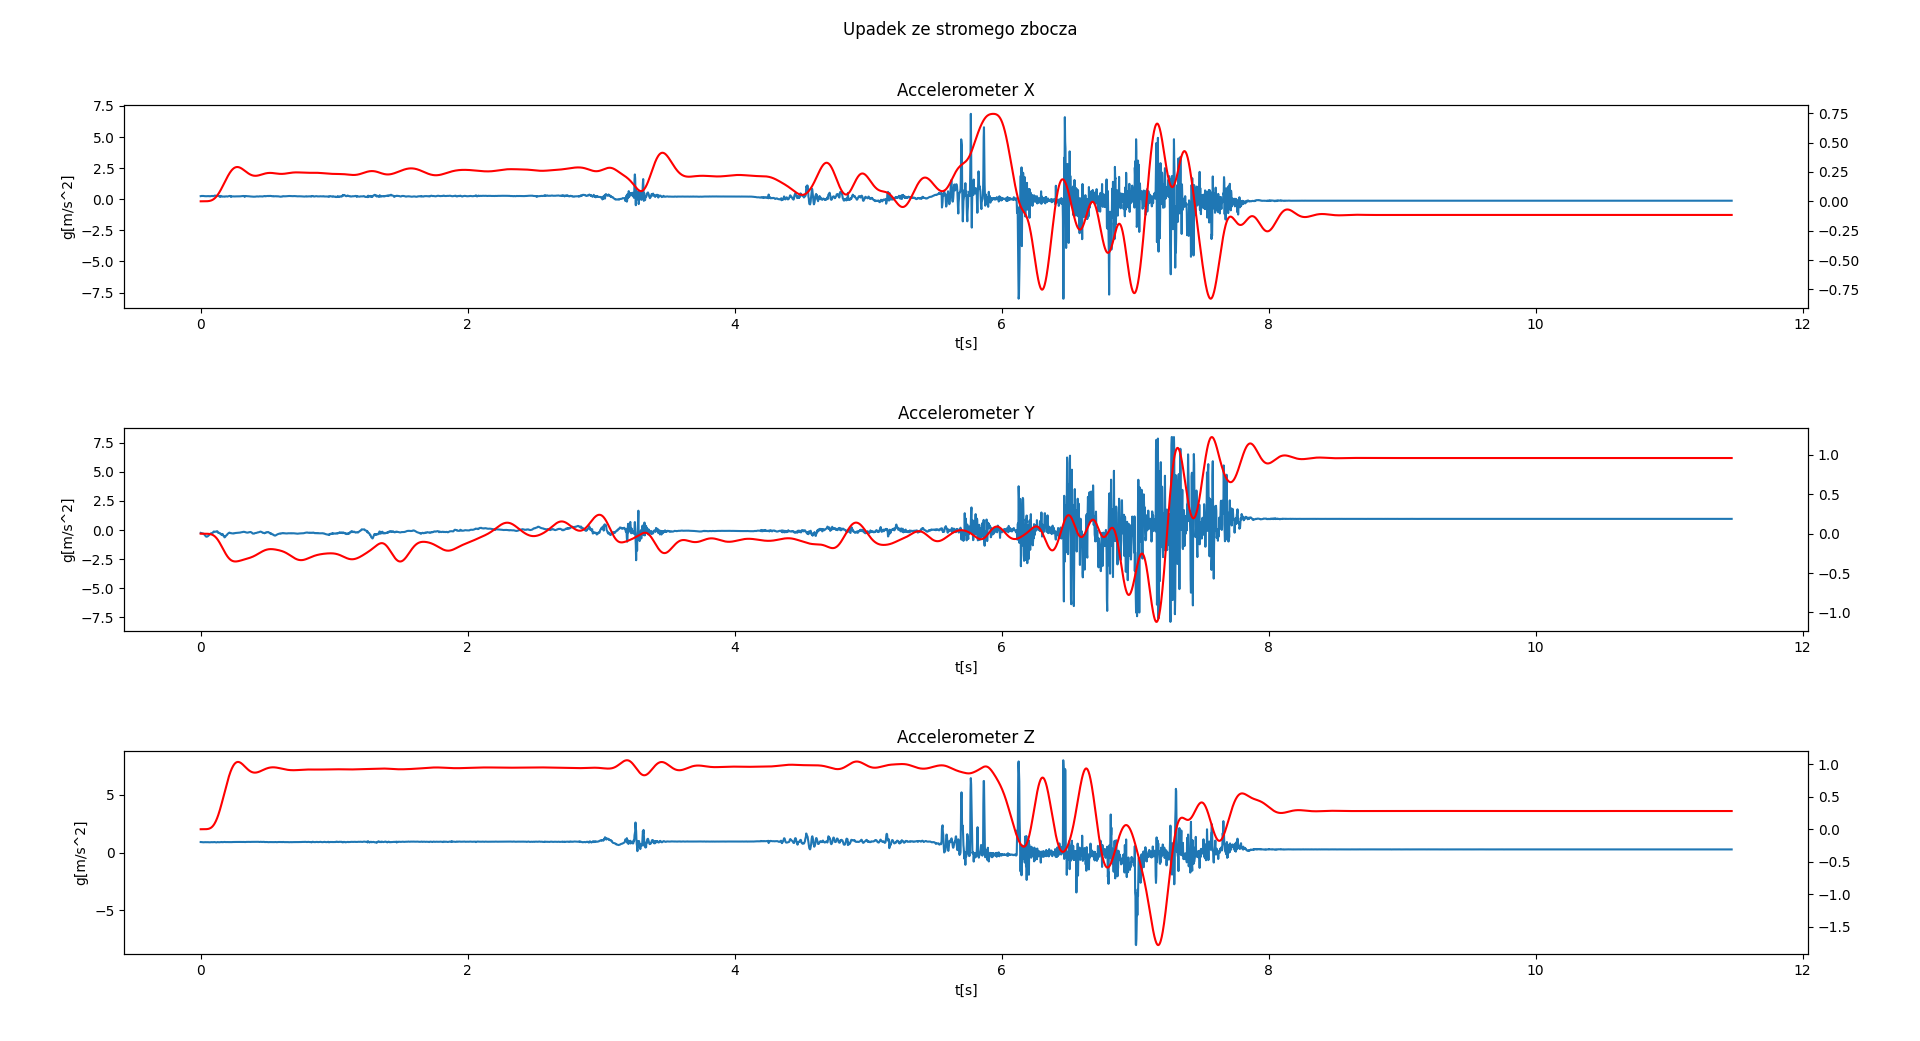 Upadek ze stromego zbocza
Accelerometer X
7.5
5.0
2.5
0.0
−2.5
−5.0
−7.5
g[m/s^2]
0.75
0.50
0.25
0.00
−0.25
−0.50
−0.75
0 2 4 6 8 10 12
t[s]
Accelerometer Y
7.5
5.0
2.5
0.0
−2.5
−5.0
−7.5
g[m/s^2]
1.0
0.5
0.0
−0.5
−1.0
0 2 4 6 8 10 12
t[s]
Accelerometer Z
5
0
−5
g[m/s^2]
1.0
0.5
0.0
−0.5
−1.0
−1.5
0 2 4 6 8 10 12
t[s]